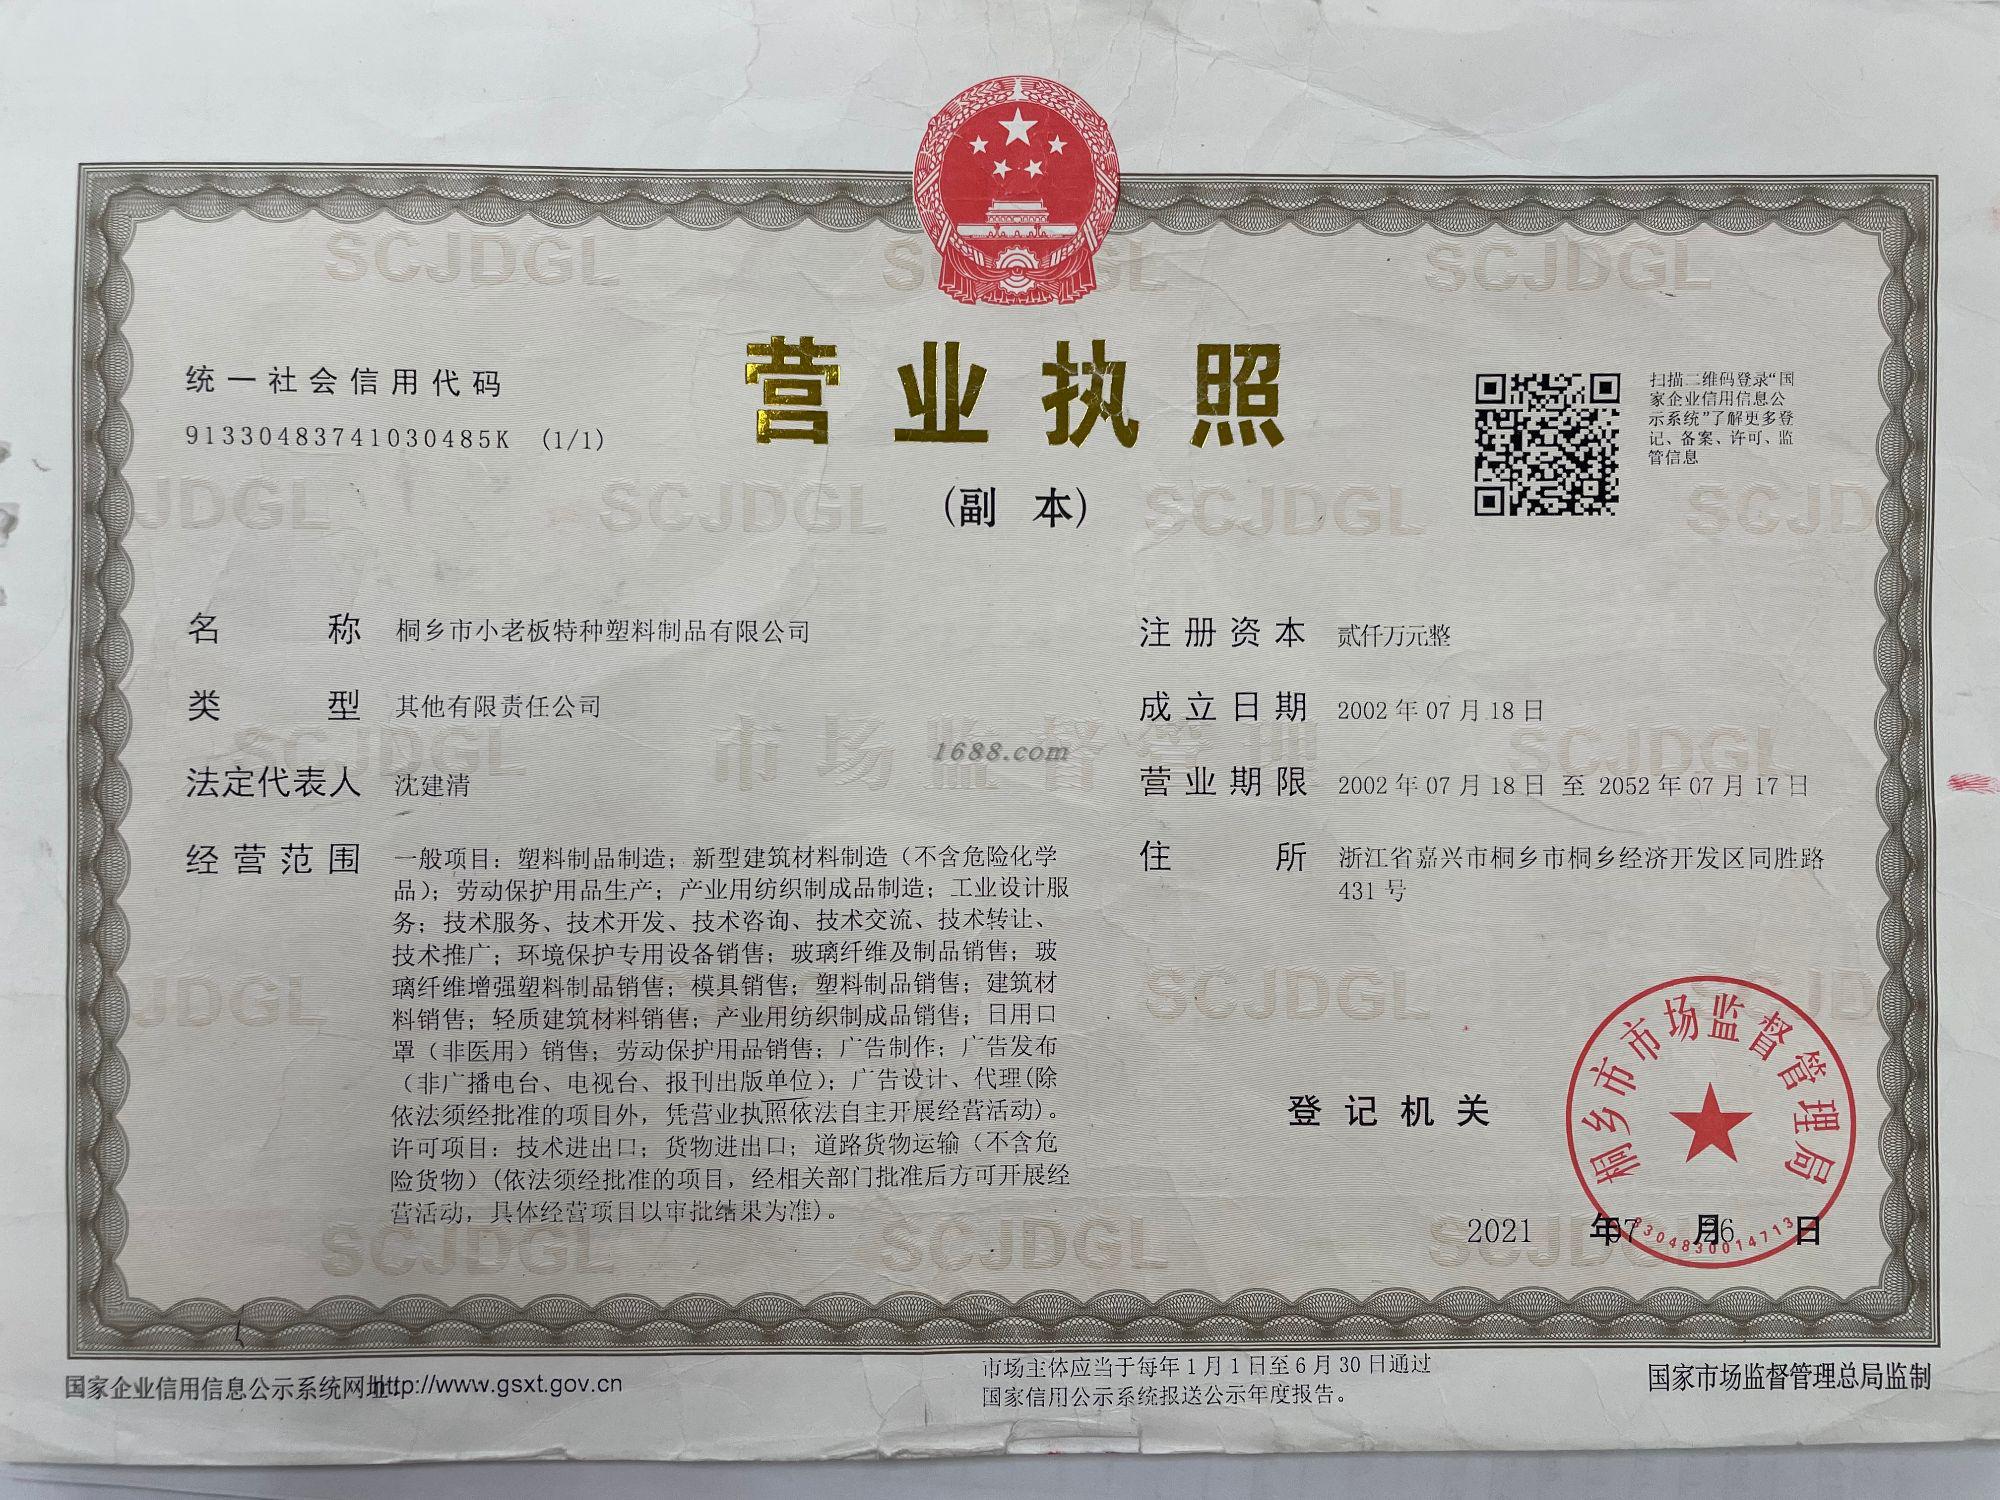 统一社会信用代码
91330483741030485K (1/1)
营业执照
(副 本)
扫描二维码登录“国
家企业信用信息公
示系统”了解更多登
记、备案、许可、监
管信息
名 称 桐乡市小老板特种塑料制品有限公司
类 型 其他有限责任公司
法定代表人 沈建清
经营范围 一般项目：塑料制品制造；新型建筑材料制造（不含危险化学
品）；劳动保护用品生产；产业用纺织制成品制造；工业设计服
务；技术服务、技术开发、技术咨询、技术交流、技术转让、
技术推广；环境保护专用设备销售；玻璃纤维及制品销售；玻
璃纤维增强塑料制品销售；模具销售；塑料制品销售；建筑材
料销售；轻质建筑材料销售；产业用纺织制成品销售；日用口
罩（非医用）销售；劳动保护用品销售；广告制作；广告发布
（非广播电台、电视台、报刊出版单位）；广告设计、代理(除
依法须经批准的项目外，凭营业执照依法自主开展经营活动)。
许可项目：技术进出口；货物进出口；道路货物运输（不含危
险货物）(依法须经批准的项目，经相关部门批准后方可开展经
营活动，具体经营项目以审批结果为准)。
注册资本 贰仟万元整
成立日期 2002年07月18日
营业期限 2002年07月18日 至 2052年07月17日
住 所 浙江省嘉兴市桐乡市桐乡经济开发区同胜路
431号
登记机关
桐乡市市场监督管理局
2021 年07 月26 日
3304830014713
SCJDGL
市场监督管理
1688.com
国家企业信用信息公示系统网址http://www.gsxt.gov.cn
市场主体应当于每年1月1日至6月30日通过
国家信用公示系统报送公示年度报告。
国家市场监督管理总局监制